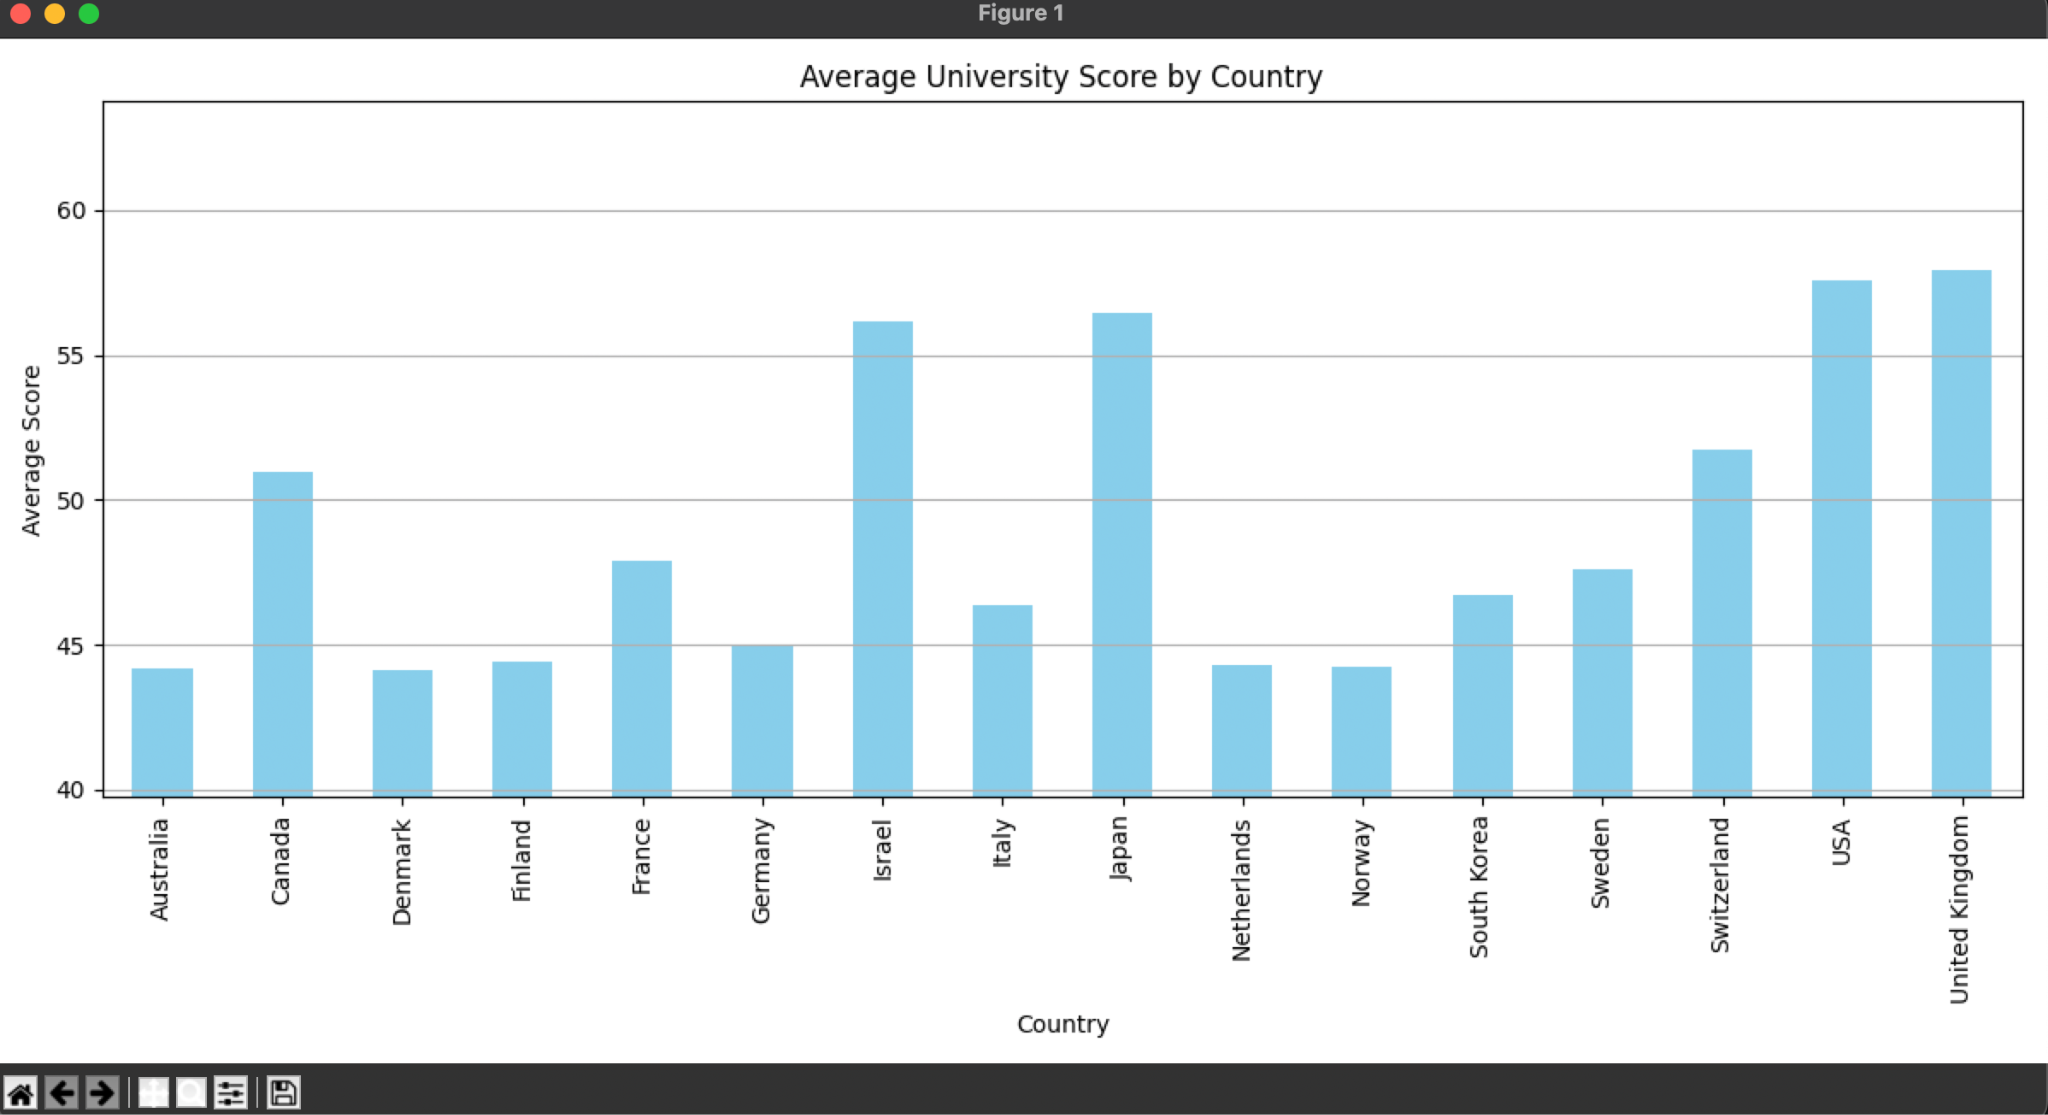 Figure 1
Average University Score by Country
60
55
50
45
40
Average Score
Australia
Canada
Denmark
Finland
France
Germany
Israel
Italy
Japan
Netherlands
Norway
South Korea
Sweden
Switzerland
USA
United Kingdom
Country